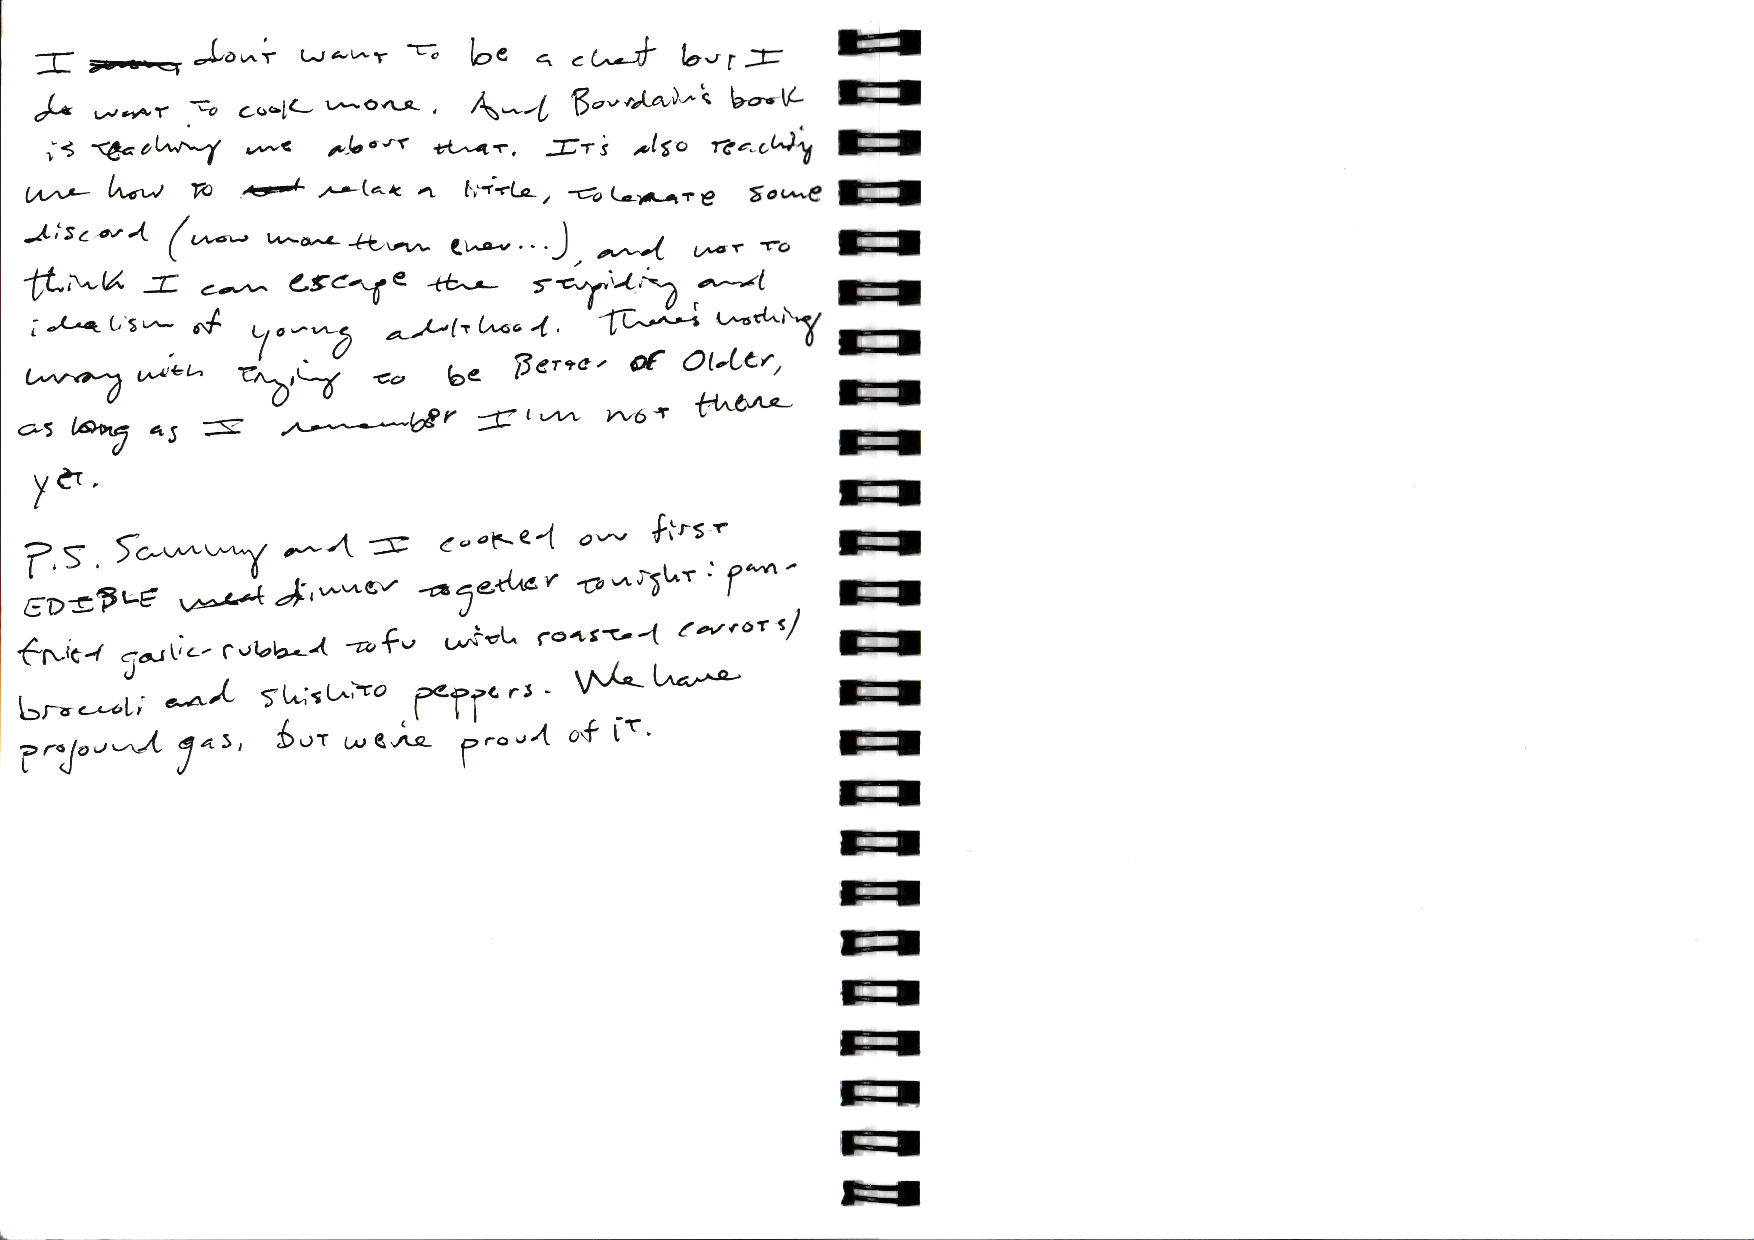 I don't want to be a chef but I
do want to cook more. And Bourdain's book
is teaching me about that. It's also teaching
me how to relax a little, tolerate some
discord (now more than ever...), and not to
think I can escape the stupidity and
idealism of young adulthood. There's nothing
wrong with trying to be Better or Older,
as long as I remember I'm not there
yet.
P.S. Sammy and I cooked our first
EDIBLE meat dinner together tonight: pan-
fried garlic-rubbed tofu with roasted carrots/
broccoli and shishito peppers. We have
profound gas, but we're proud of it.